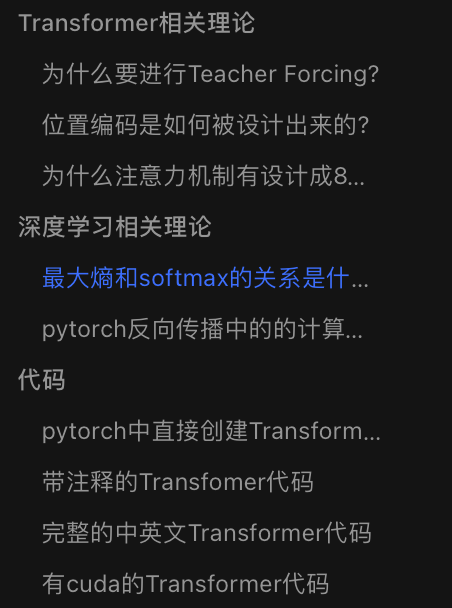 Transformer相关理论
为什么要进行Teacher Forcing?
位置编码是如何被设计出来的?
为什么注意力机制有设计成8...
深度学习相关理论
最大熵和softmax的关系是什...
pytorch反向传播中的的计算...
代码
pytorch中直接创建Transform...
带注释的Transfomer代码
完整的中英文Transformer代码
有cuda的Transformer代码